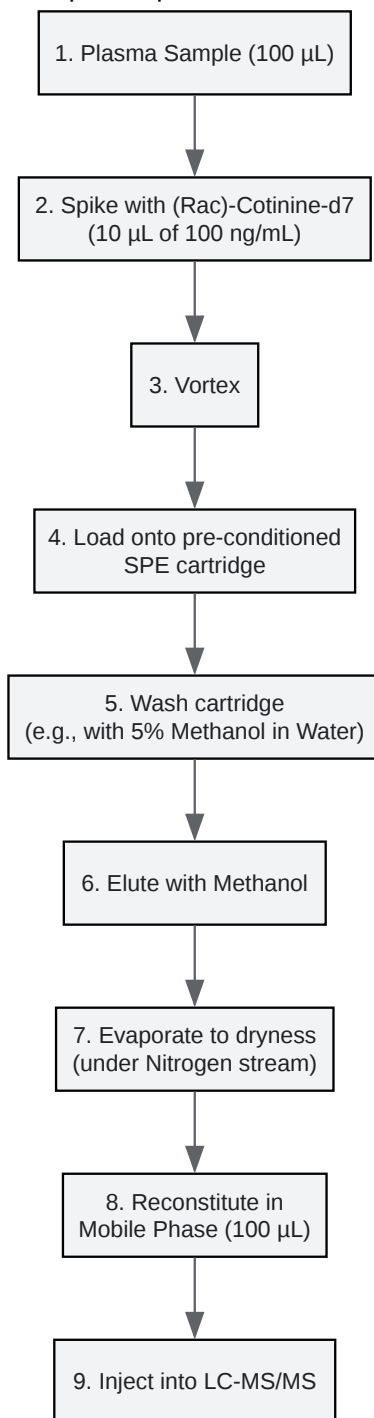 1. Plasma Sample (100 µL)
2. Spike with (Rac)-Cotinine-d7
(10 µL of 100 ng/mL)
3. Vortex
4. Load onto pre-conditioned
SPE cartridge
5. Wash cartridge
(e.g., with 5% Methanol in Water)
6. Elute with Methanol
7. Evaporate to dryness
(under Nitrogen stream)
8. Reconstitute in
Mobile Phase (100 µL)
9. Inject into LC-MS/MS